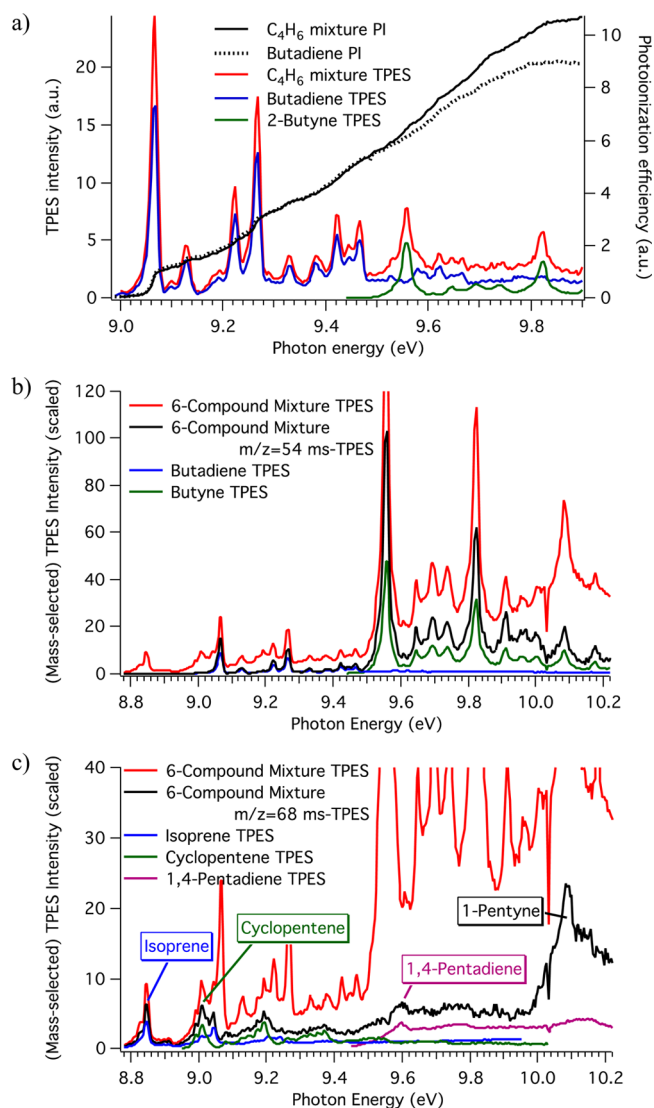 a)
C₄H₆ mixture PI
Butadiene PI
C₄H₆ mixture TPES
Butadiene TPES
2-Butyne TPES
TPES intensity (a.u.)
20
15
10
5
0
Photoionization efficiency (a.u.)
10
8
6
4
2
0
9.0 9.2 9.4 9.6 9.8
Photon energy (eV)
b)
6-Compound Mixture TPES
6-Compound Mixture
m/z=54 ms-TPES
Butadiene TPES
Butyne TPES
(Mass-selected) TPES Intensity (scaled)
120
100
80
60
40
20
0
8.8 9.0 9.2 9.4 9.6 9.8 10.0 10.2
Photon Energy (eV)
c)
6-Compound Mixture TPES
6-Compound Mixture
m/z=68 ms-TPES
Isoprene TPES
Cyclopentene TPES
1,4-Pentadiene TPES
Isoprene
Cyclopentene
1,4-Pentadiene
1-Pentyne
(Mass-selected) TPES Intensity (scaled)
40
30
20
10
0
8.8 9.0 9.2 9.4 9.6 9.8 10.0 10.2
Photon Energy (eV)